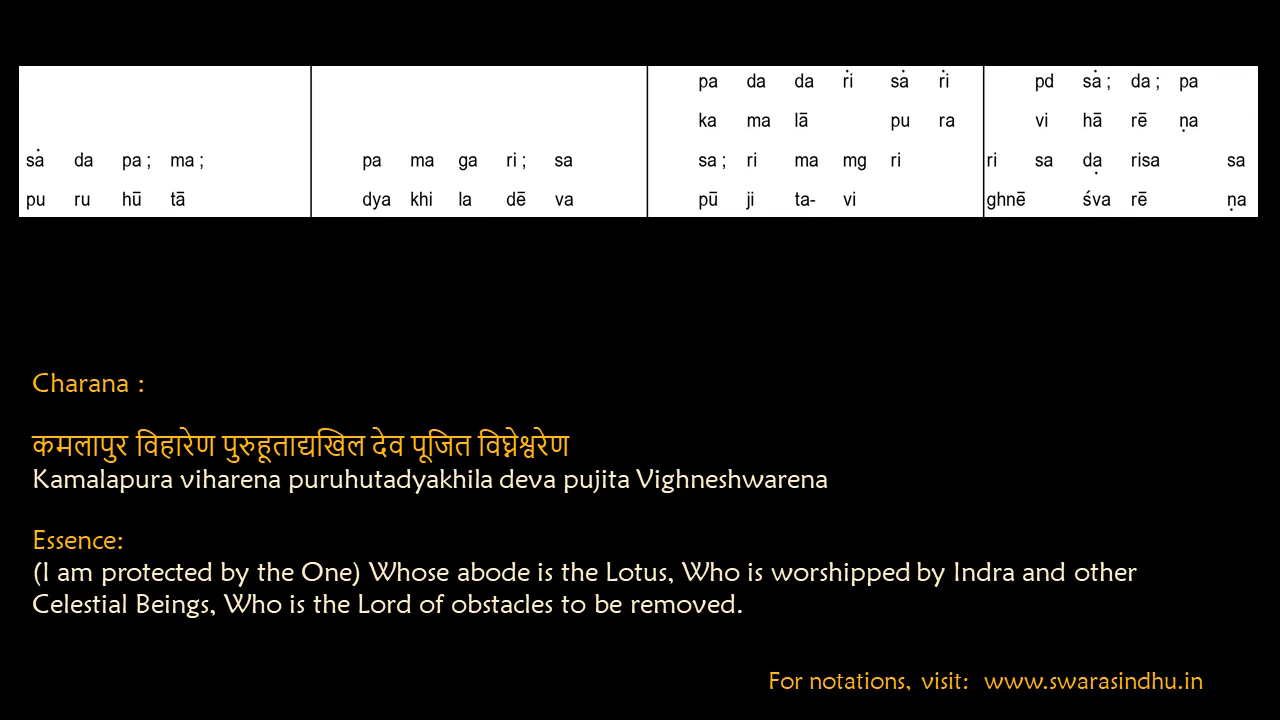 pa da da ṙi sȧ ṙi pd sȧ ; da ; pa
ka ma lā pu ra vi hā rē ṇa
sȧ da pa ; ma ; pa ma ga ri ; sa sa ; ri ma mg ri ri sa ḍa risa sa
pu ru hū tā dya khi la dē va pū ji ta- vi ghnē śva rē ṇa
Charana :
कमलापुर विहारेण पुरुहूताद्यखिल देव पूजित विघ्नेश्वरेण
Kamalapura viharena puruhutadyakhila deva pujita Vighneshwarena
Essence:
(I am protected by the One) Whose abode is the Lotus, Who is worshipped by Indra and other
Celestial Beings, Who is the Lord of obstacles to be removed.
For notations, visit: www.swarasindhu.in